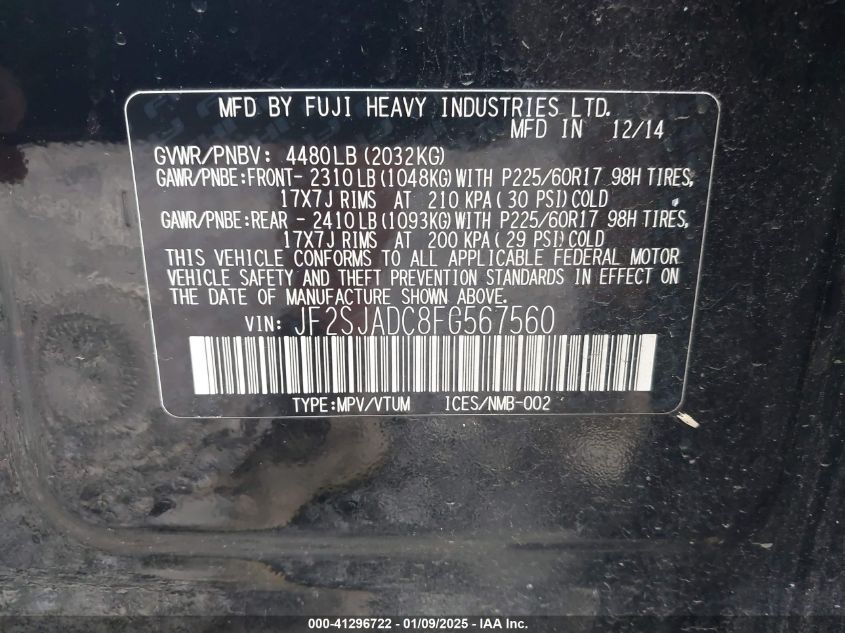 MFD BY FUJI HEAVY INDUSTRIES LTD.
MFD IN 12/14
GVWR/PNBV: 4480LB (2032KG)
GAWR/PNBE:FRONT- 2310 LB (1048KG) WITH P225/60R17 98H TIRES,
17X7J RIMS AT 210 KPA ( 30 PSI) COLD
GAWR/PNBE:REAR - 2410 LB (1093KG) WITH P225/60R17 98H TIRES,
17X7J RIMS AT 200 KPA ( 29 PSI) COLD
THIS VEHICLE CONFORMS TO ALL APPLICABLE FEDERAL MOTOR
VEHICLE SAFETY AND THEFT PREVENTION STANDARDS IN EFFECT ON
THE DATE OF MANUFACTURE SHOWN ABOVE.
VIN: JF2SJADC8FG567560
TYPE:MPV/VTUM ICES/NMB-002
000-41296722 - 01/09/2025 - IAA Inc.